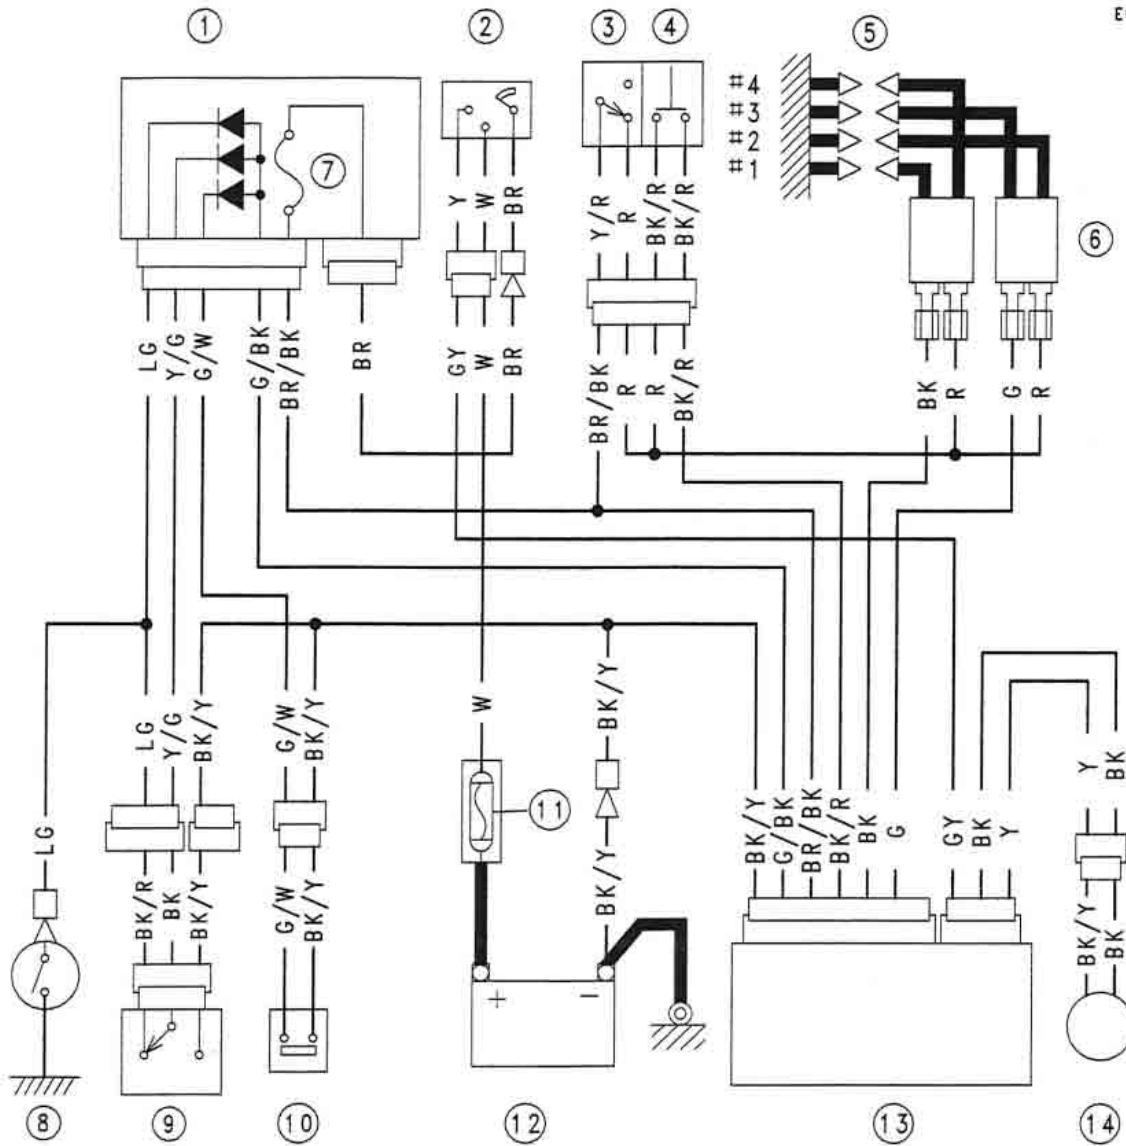 ① ② ③ ④ ⑤
E
#4
#3
#2
#1
⑦
⑥
Y W BR
Y/R R BK/R BK/R
LG Y/G G/W G/BK BR/BK BR
GY W BR
BR/BK R R BK/R
BK R G R
LG Y/G BK/Y
G/W BK/Y
W
BK/Y
Y BK
⑪
LG
BK/Y G/BK BR/BK BK/R BK G GY BK Y
BK/R BK BK/Y
G/W BK/Y
BK/Y
BK/Y BK
+ −
⑧ ⑨ ⑩ ⑫ ⑬ ⑭